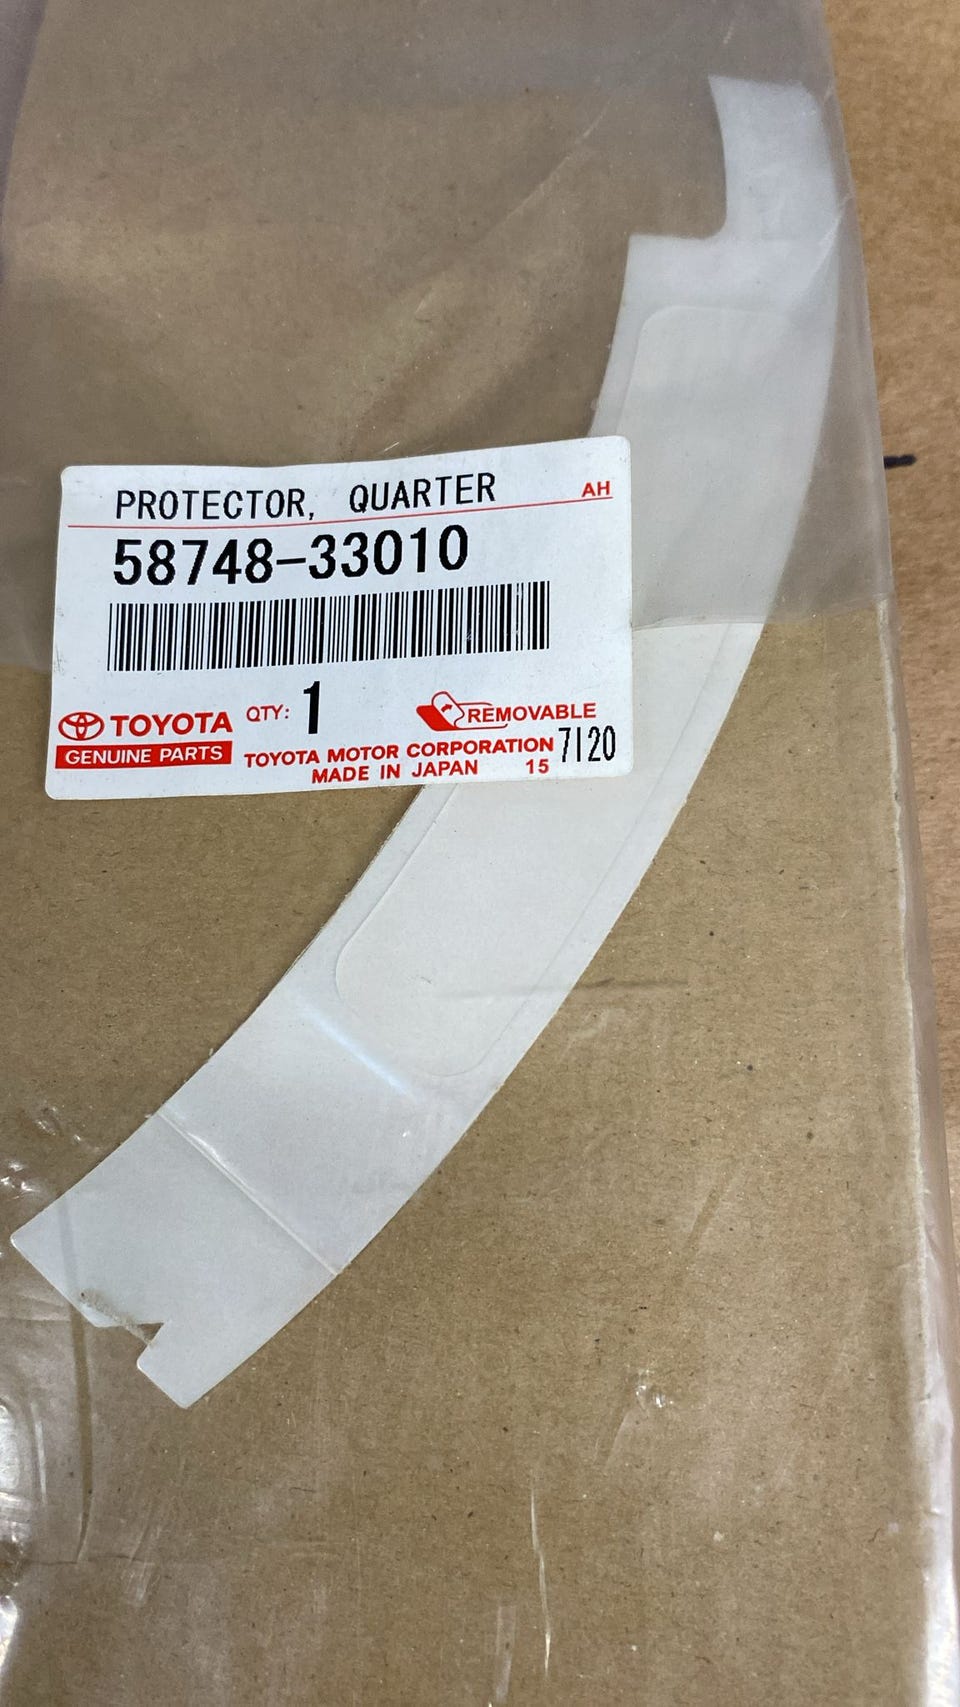 PROTECTOR, QUARTER AH
58748-33010
TOYOTA QTY: 1 REMOVABLE
GENUINE PARTS TOYOTA MOTOR CORPORATION 7120
MADE IN JAPAN 15